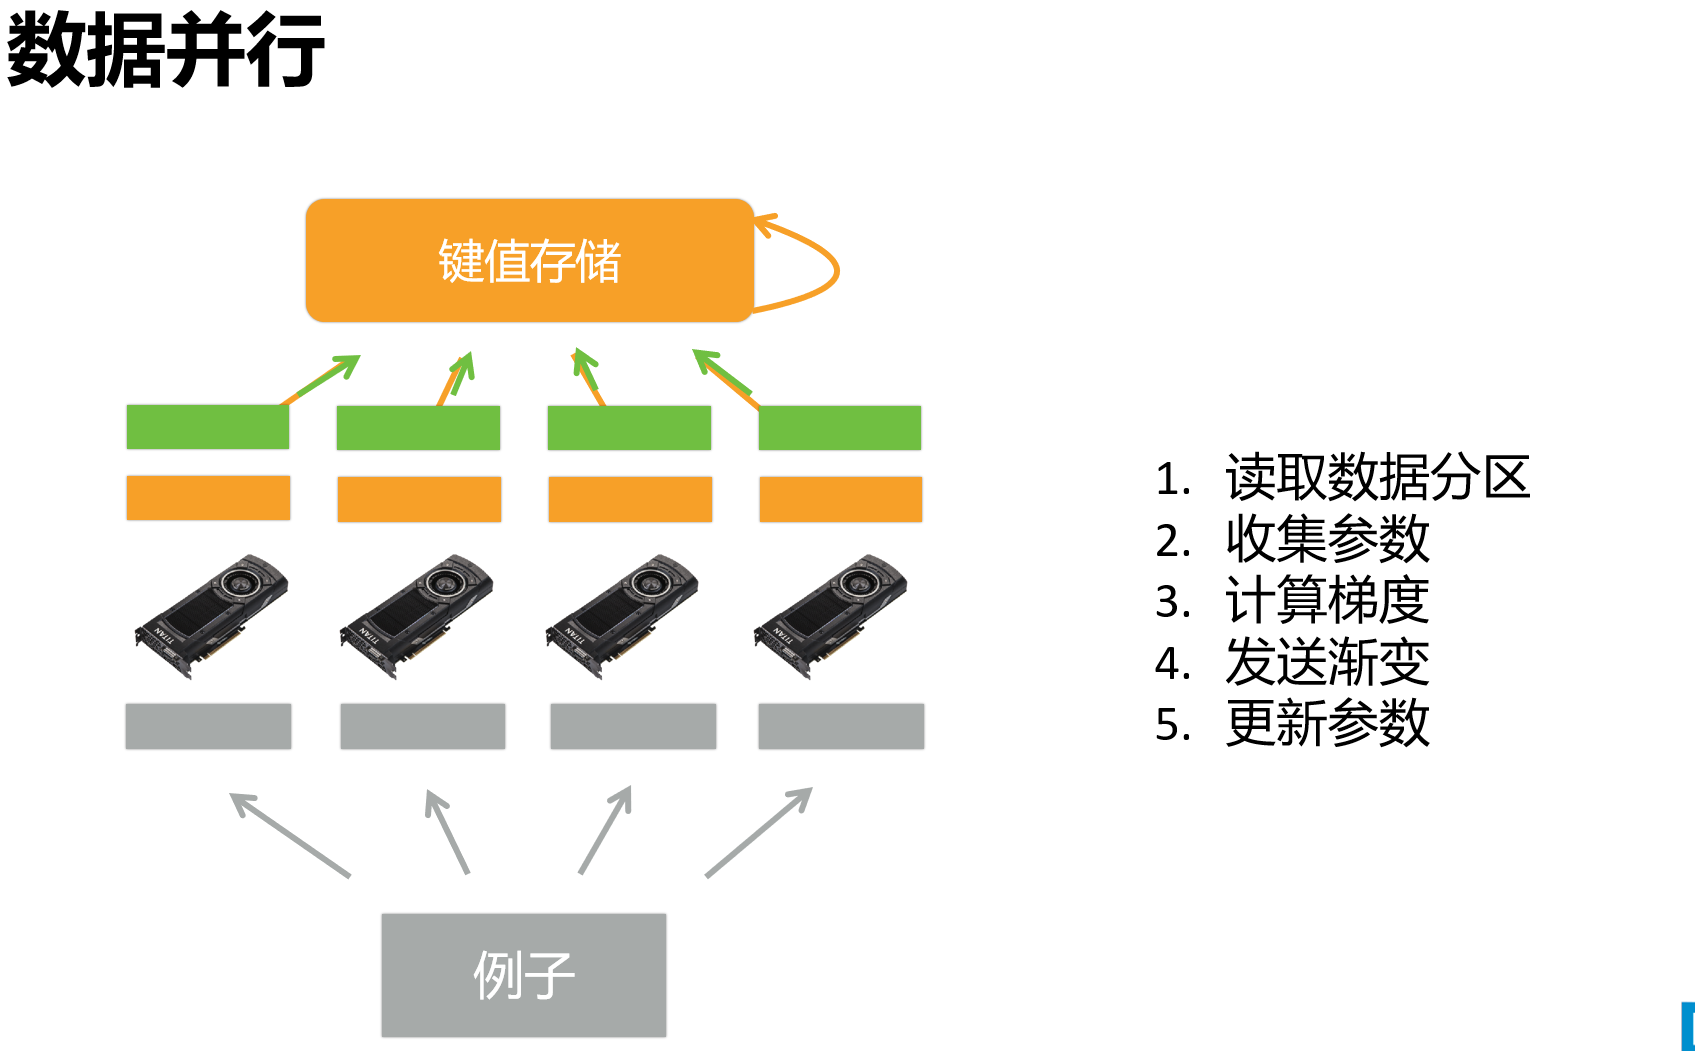 数据并行
键值存储
1. 读取数据分区
2. 收集参数
3. 计算梯度
4. 发送渐变
5. 更新参数
TITAN
TITAN
TITAN
TITAN
例子